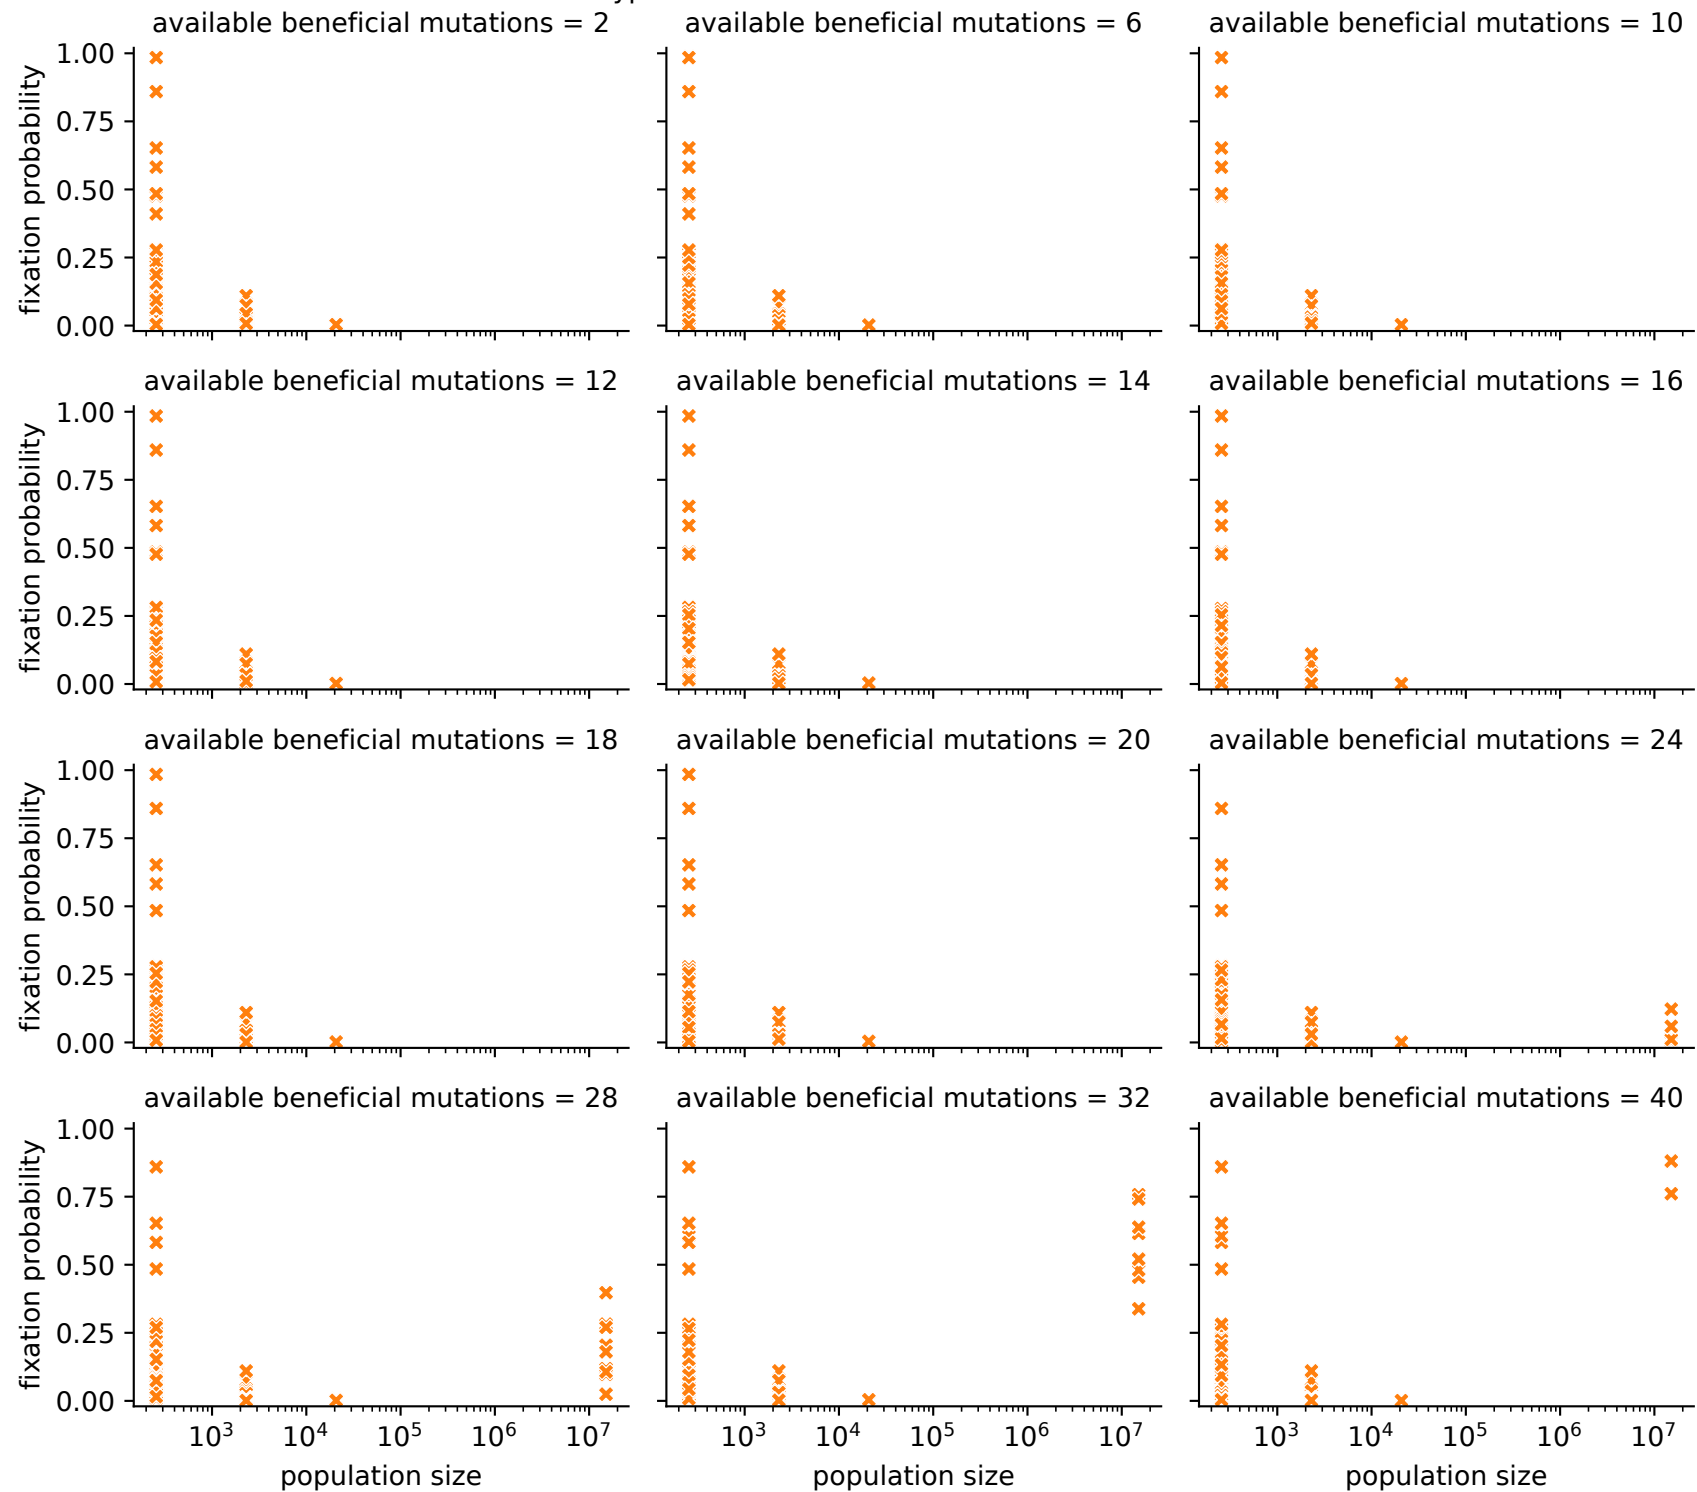 available beneficial mutations = 2
available beneficial mutations = 6
available beneficial mutations = 10
fixation probability
1.00
0.75
0.50
0.25
0.00
available beneficial mutations = 12
available beneficial mutations = 14
available beneficial mutations = 16
fixation probability
1.00
0.75
0.50
0.25
0.00
available beneficial mutations = 18
available beneficial mutations = 20
available beneficial mutations = 24
fixation probability
1.00
0.75
0.50
0.25
0.00
available beneficial mutations = 28
available beneficial mutations = 32
available beneficial mutations = 40
fixation probability
1.00
0.75
0.50
0.25
0.00
10³ 10⁴ 10⁵ 10⁶ 10⁷
10³ 10⁴ 10⁵ 10⁶ 10⁷
10³ 10⁴ 10⁵ 10⁶ 10⁷
population size
population size
population size